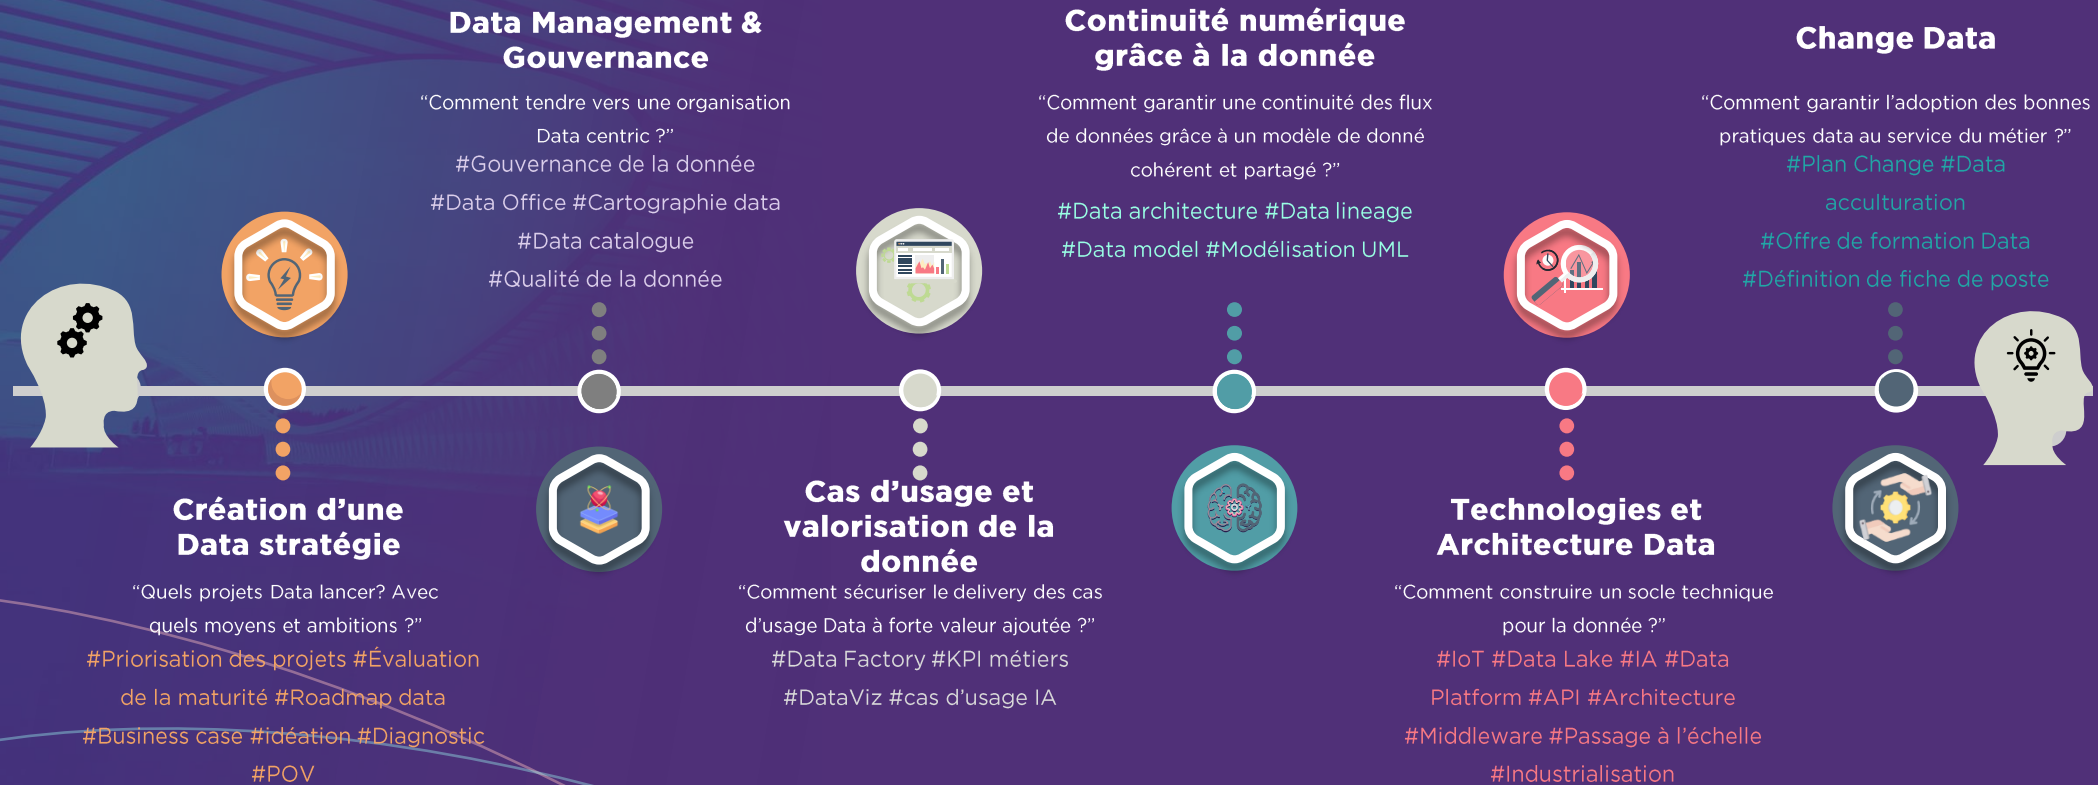 Data Management &
Gouvernance
“Comment tendre vers une organisation
Data centric ?”
#Gouvernance de la donnée
#Data Office #Cartographie data
#Data catalogue
#Qualité de la donnée
Continuité numérique
grâce à la donnée
“Comment garantir une continuité des flux
de données grâce à un modèle de donné
cohérent et partagé ?”
#Data architecture #Data lineage
#Data model #Modélisation UML
Change Data
“Comment garantir l’adoption des bonnes
pratiques data au service du métier ?”
#Plan Change #Data
acculturation
#Offre de formation Data
#Définition de fiche de poste
Création d’une
Data stratégie
“Quels projets Data lancer? Avec
quels moyens et ambitions ?”
#Priorisation des projets #Évaluation
de la maturité #Roadmap data
#Business case #idéation #Diagnostic
#POV
Cas d’usage et
valorisation de la
donnée
“Comment sécuriser le delivery des cas
d’usage Data à forte valeur ajoutée ?”
#Data Factory #KPI métiers
#DataViz #cas d’usage IA
Technologies et
Architecture Data
“Comment construire un socle technique
pour la donnée ?”
#IoT #Data Lake #IA #Data
Platform #API #Architecture
#Middleware #Passage à l’échelle
#Industrialisation